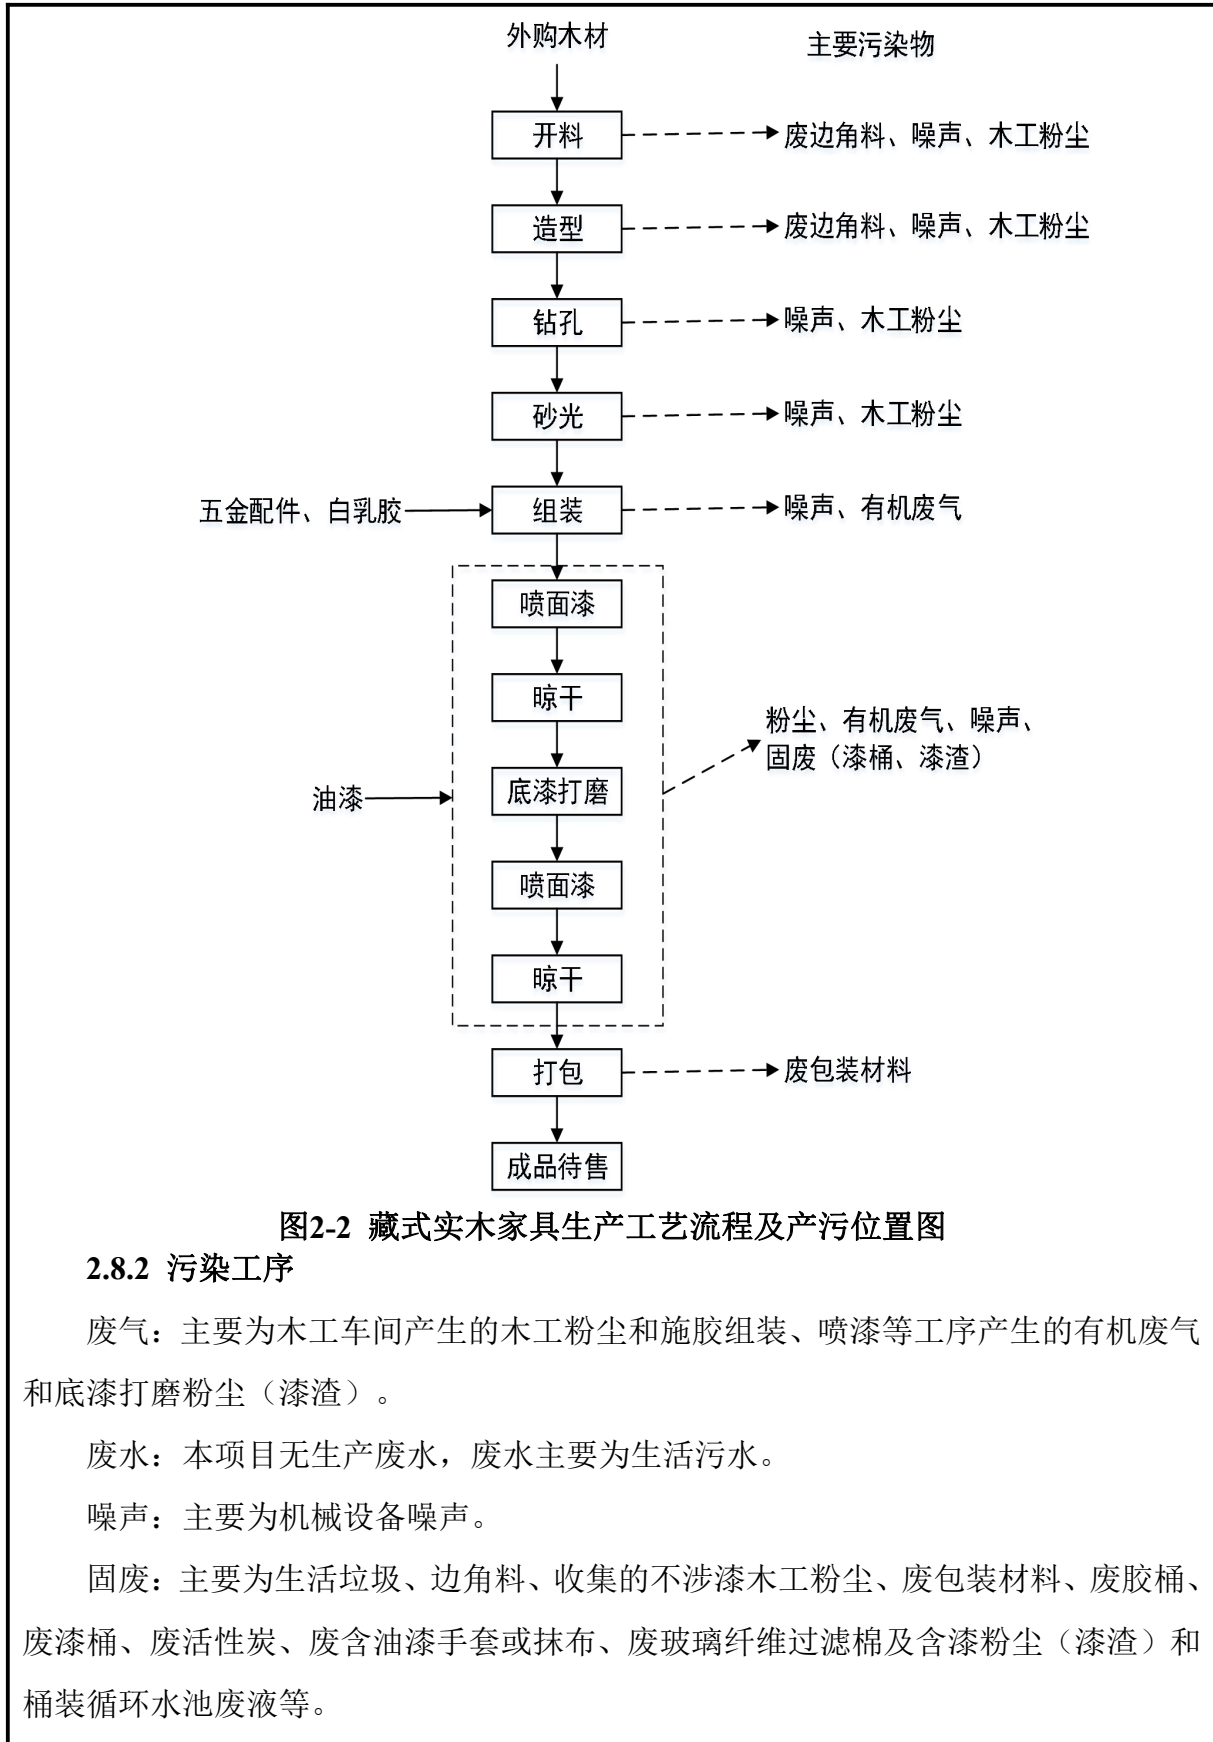 外购木材
主要污染物
开料
废边角料、噪声、木工粉尘
造型
废边角料、噪声、木工粉尘
钻孔
噪声、木工粉尘
砂光
噪声、木工粉尘
五金配件、白乳胶
组装
噪声、有机废气
喷面漆
晾干
油漆
底漆打磨
粉尘、有机废气、噪声、
固废（漆桶、漆渣）
喷面漆
晾干
打包
废包装材料
成品待售
图2-2 藏式实木家具生产工艺流程及产污位置图
2.8.2 污染工序
废气：主要为木工车间产生的木工粉尘和施胶组装、喷漆等工序产生的有机废气
和底漆打磨粉尘（漆渣）。
废水：本项目无生产废水，废水主要为生活污水。
噪声：主要为机械设备噪声。
固废：主要为生活垃圾、边角料、收集的不涉漆木工粉尘、废包装材料、废胶桶、
废漆桶、废活性炭、废含油漆手套或抹布、废玻璃纤维过滤棉及含漆粉尘（漆渣）和
桶装循环水池废液等。